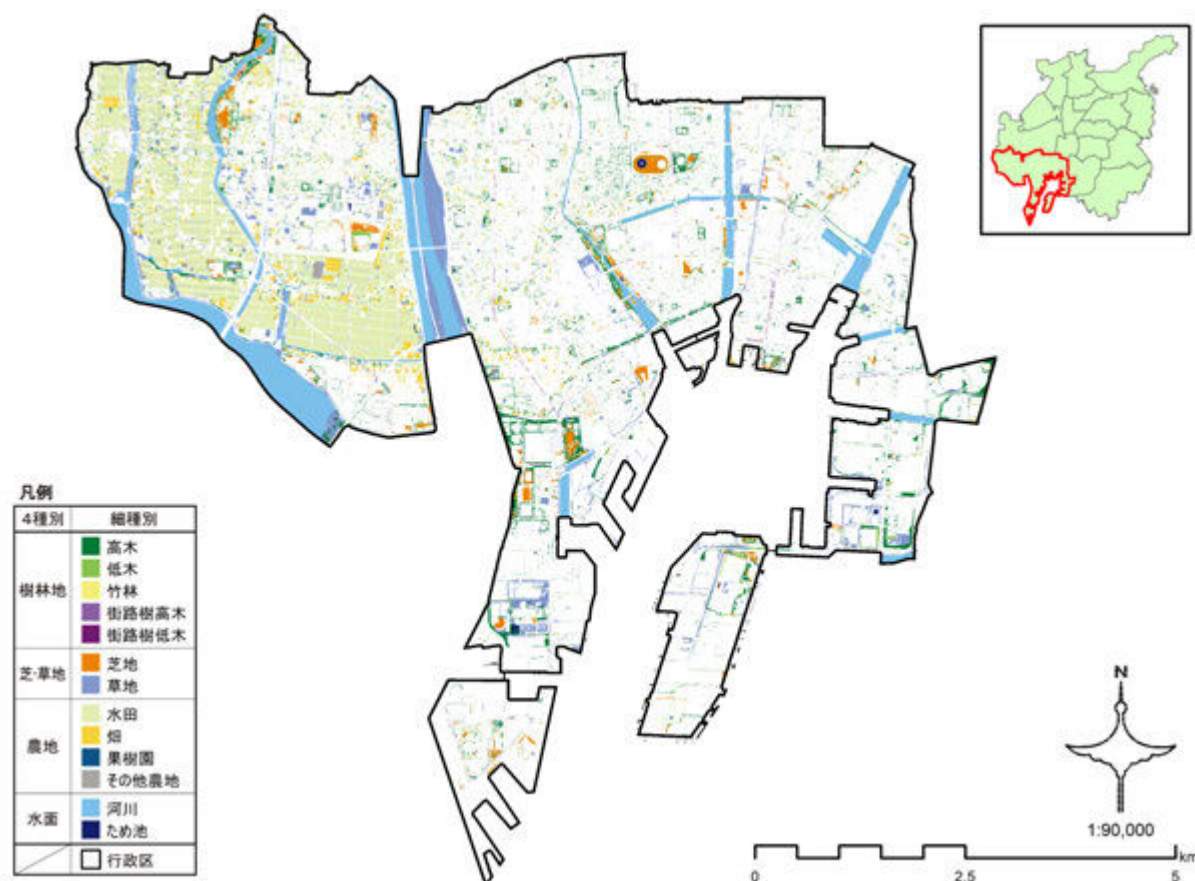 凡例
4種別 細種別
樹林地
高木
低木
竹林
街路樹高木
街路樹低木
芝・草地
芝地
草地
農地
水田
畑
果樹園
その他農地
水面
河川
ため池
行政区
N
1:90,000
km
0 2.5 5